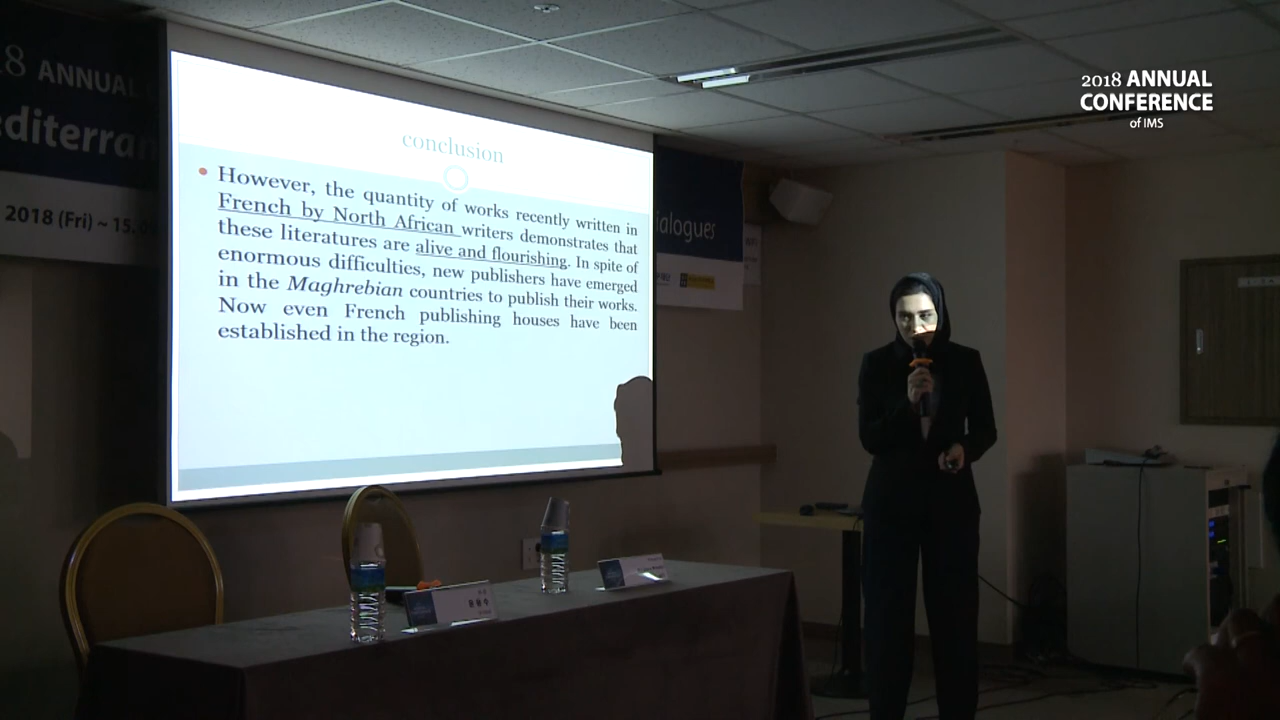 2018 ANNUAL
CONFERENCE
of IMS
8 ANNUAL
editerran
2018 (Fri) ~ 15.
ialogues
conclusion
• However, the quantity of works recently written in
French by North African writers demonstrates that
these literatures are alive and flourishing. In spite of
enormous difficulties, new publishers have emerged
in the Maghrebian countries to publish their works.
Now even French publishing houses have been
established in the region.